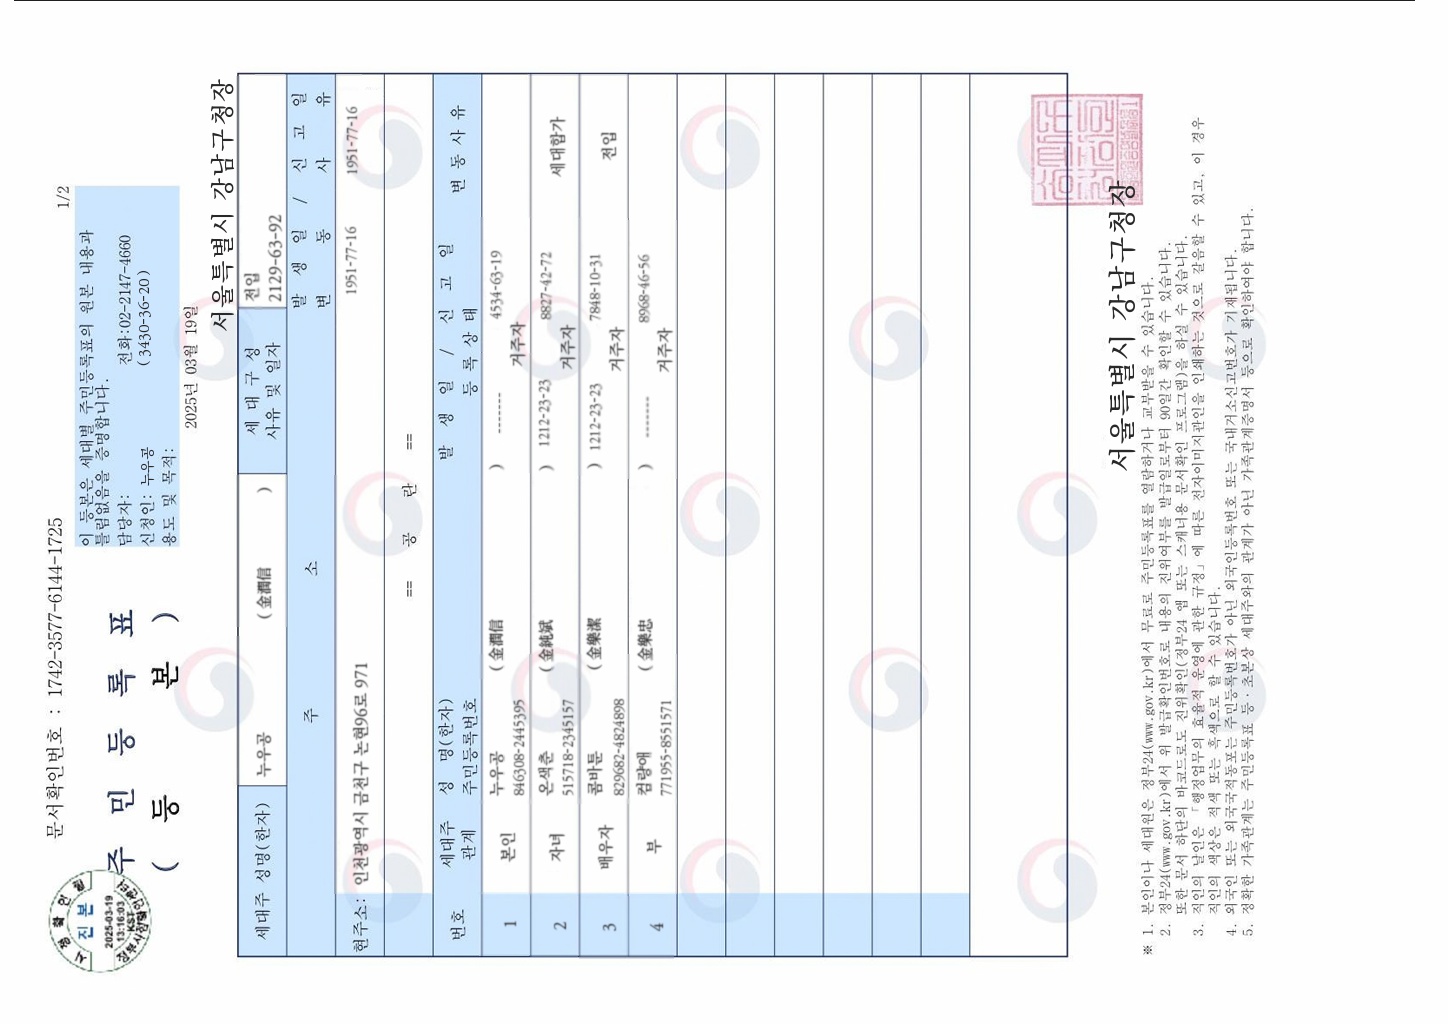 문서확인번호 : 1742-3577-6144-1725
1/2
주 민 등 록 표
( 등 본 )
이 등본은 세대별 주민등록표의 원본 내용과
틀림없음을 증명합니다.
담당자: 전화:02-2147-4660
신청인: 누우공 (3430-36-20)
용도 및 목적:
2025년 03월 19일
시점확인필
진본
2025-03-19
13:16:03
KST
서울특별시 강남구청장
세대주 성명(한자) 누우공 (金潤信 ) 세 대 구 성 전입
사유 및 일자 2129-63-92
주 소 발 생 일 / 신 고 일
변 동 사 유
현주소: 인천광역시 금천구 논현96로 971 1951-77-16 1951-77-16
== 공 란 ==
번호 세대주 성 명(한자) 발 생 일 / 신 고 일 변 동 사 유
관계 주민등록번호 등 록 상 태
1 본인 누우공 (金潤信 ) ------- 4534-63-19
846308-2445395 거주자
2 자녀 은색춘 (金純斌 ) 1212-23-23 8827-42-72 세대합가
515718-2345157 거주자
3 배우자 콤바툰 (金樂潔 ) 1212-23-23 7848-10-31 전입
829682-4824898 거주자
4 부 컴량애 (金樂忠 ) ------- 8968-46-56
771955-8551571 거주자
서울특별시 강남구청장
※ 1. 본인이나 세대원은 정부24(www.gov.kr)에서 무료로 주민등록표를 열람하거나 교부받을 수 있습니다.
2. 정부24(www.gov.kr)에서 위 발급확인번호로 내용의 진위여부를 발급일로부터 90일간 확인할 수 있습니다.
또한 문서 하단의 바코드로도 진위확인(정부24 앱 또는 스캐너용 문서확인 프로그램)을 하실 수 있습니다.
3. 직인의 날인은 「행정업무의 효율적 운영에 관한 규정」에 따른 전자이미지관인을 인쇄하는 것으로 갈음할 수 있고, 이 경우
직인의 색상은 적색 또는 흑색으로 할 수 있습니다.
4. 외국인 또는 외국국적동포는 주민등록번호가 아닌 외국인등록번호 또는 국내거소신고번호가 기재됩니다.
5. 정확한 가족관계는 주민등록표 등·초본상 세대주와의 관계가 아닌 가족관계증명서 등으로 확인하여야 합니다.